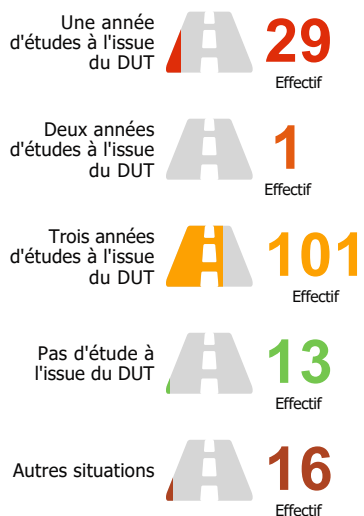 Une année
d'études à l'issue
du DUT
29
Effectif
Deux années
d'études à l'issue
du DUT
1
Effectif
Trois années
d'études à l'issue
du DUT
101
Effectif
Pas d'étude à
l'issue du DUT
13
Effectif
Autres situations
16
Effectif